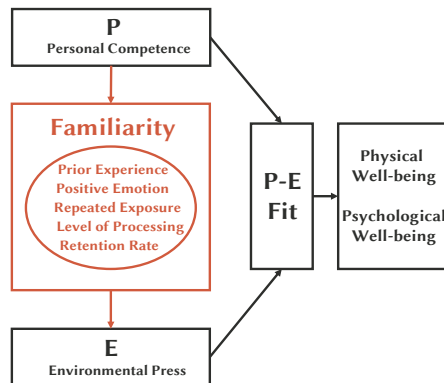 P
Personal Competence
Familiarity
Prior Experience
Positive Emotion
Repeated Exposure
Level of Processing
Retention Rate
P-E
Fit
Physical
Well-being
Psychological
Well-being
E
Environmental Press